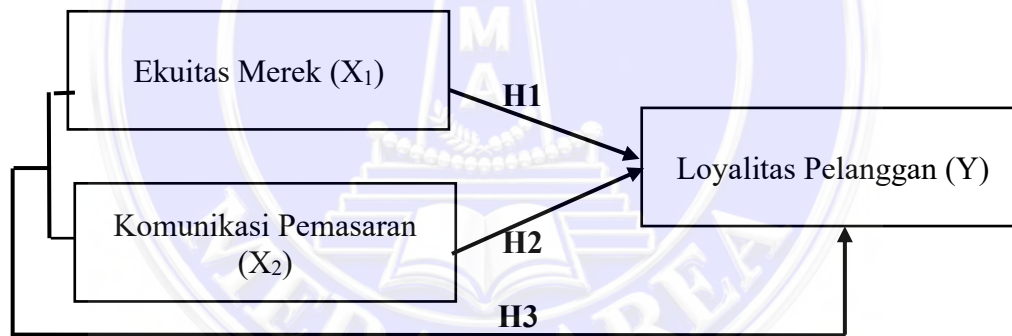 M
A
Ekuitas Merek (X₁)
H1
Loyalitas Pelanggan (Y)
Komunikasi Pemasaran
(X₂)
H2
H3